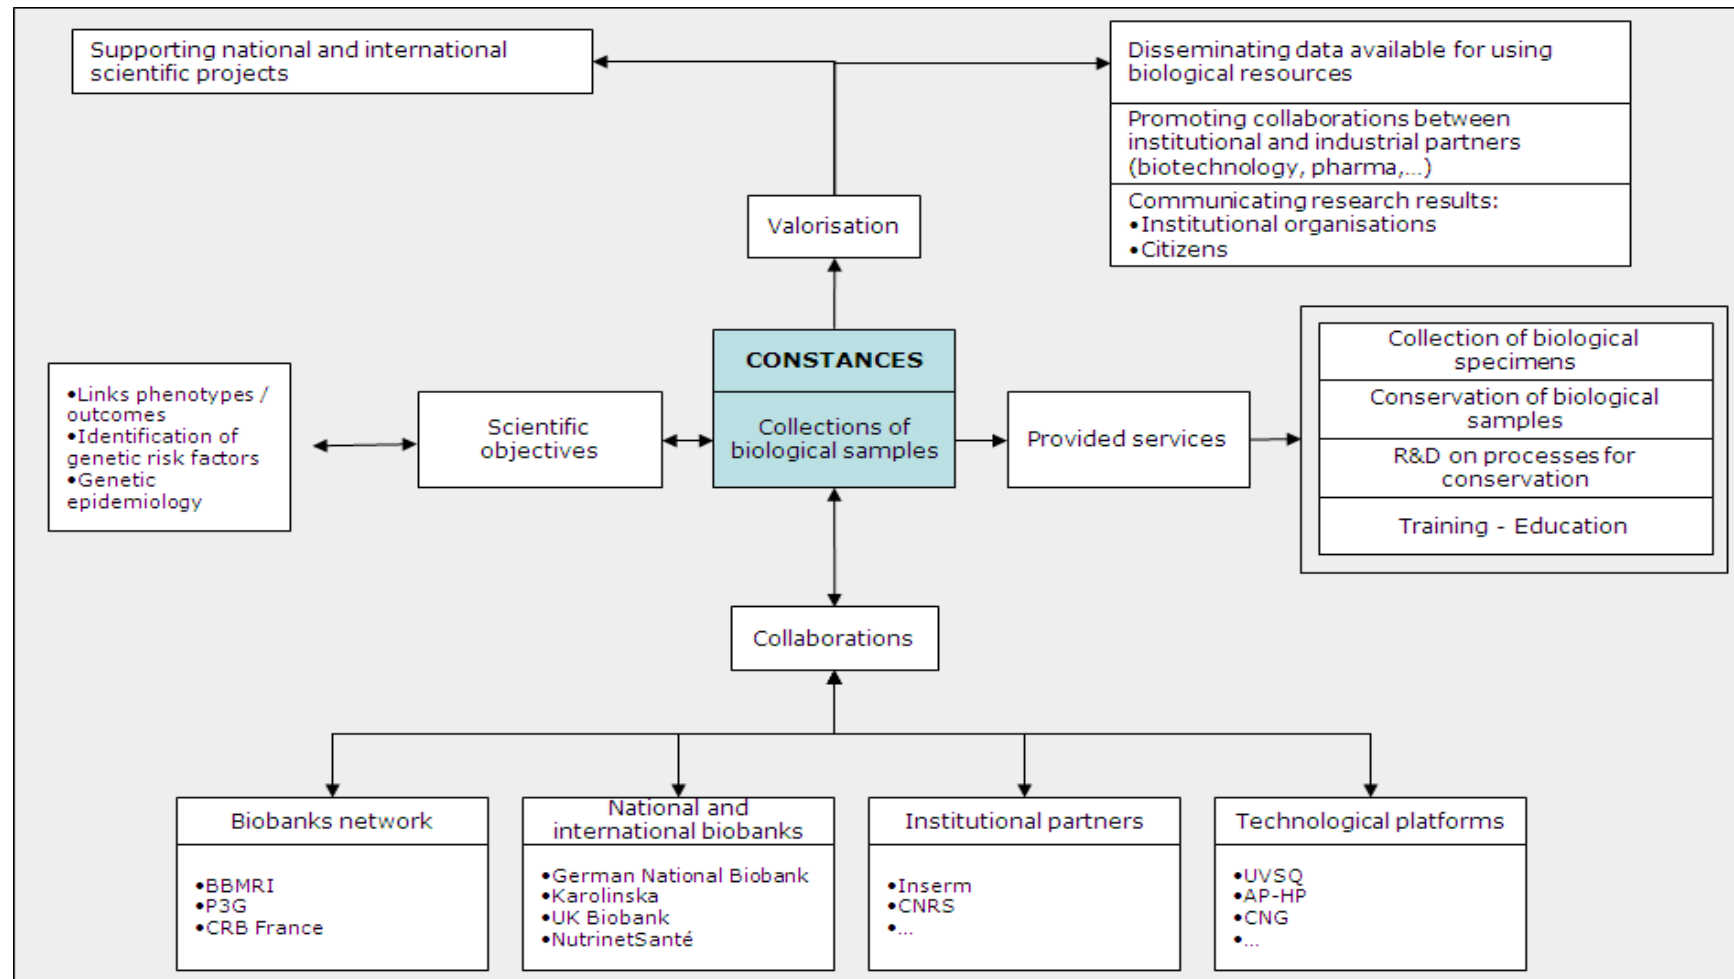 Supporting national and international
scientific projects
Disseminating data available for using
biological resources
Promoting collaborations between
institutional and industrial partners
(biotechnology, pharma,...)
Communicating research results:
•Institutional organisations
•Citizens
Valorisation
CONSTANCES
Collections of
biological samples
•Links phenotypes /
outcomes
•Identification of
genetic risk factors
•Genetic
epidemiology
Scientific
objectives
Provided services
Collection of biological
specimens
Conservation of biological
samples
R&D on processes for
conservation
Training - Education
Collaborations
Biobanks network
•BBMRI
•P3G
•CRB France
National and
international biobanks
•German National Biobank
•Karolinska
•UK Biobank
•NutrinetSanté
Institutional partners
•Inserm
•CNRS
•...
Technological platforms
•UVSQ
•AP-HP
•CNG
•...